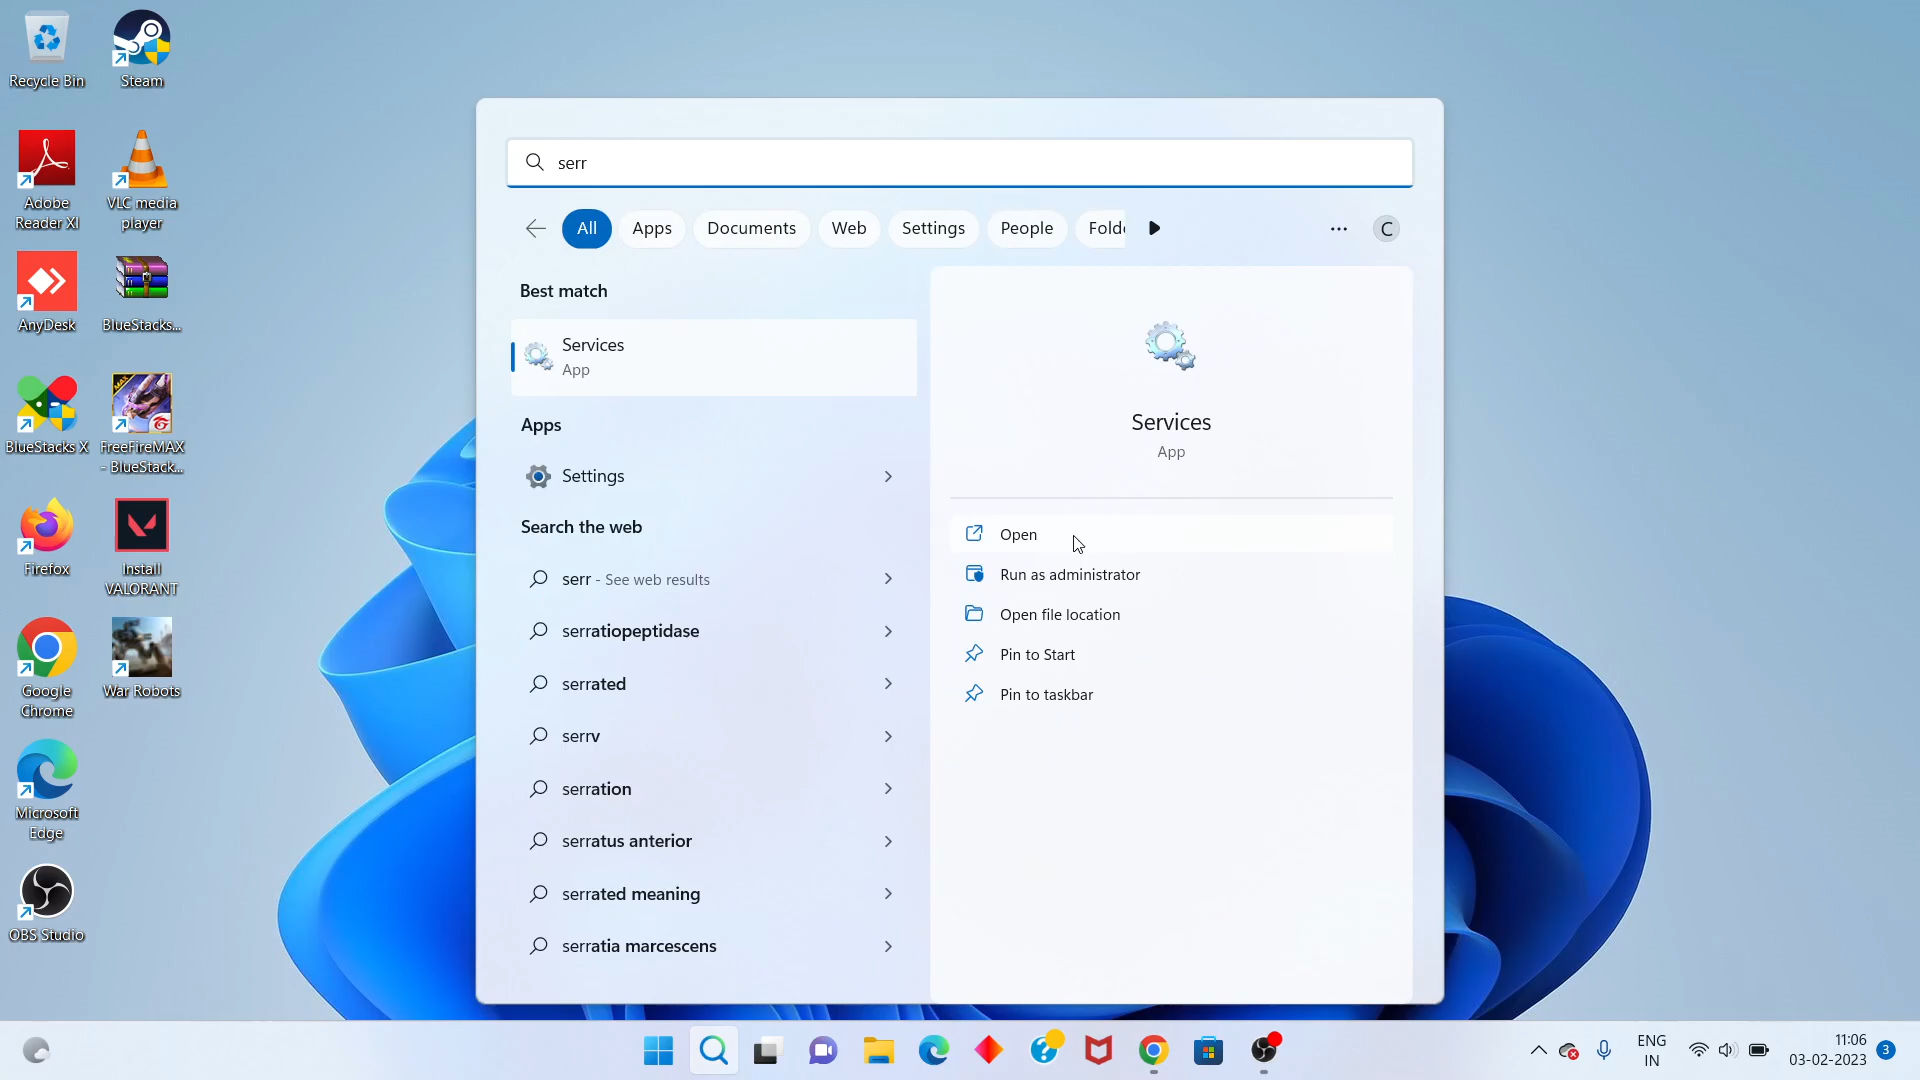 Recycle Bin
Steam
Adobe
Reader XI
VLC media
player
AnyDesk
BlueStacks...
BlueStacks X
MAX
FreeFireMAX
- BlueStack...
Firefox
Install
VALORANT
Google
Chrome
War Robots
Microsoft
Edge
OBS Studio
serr
All
Apps
Documents
Web
Settings
People
Folde
C
Best match
Services
App
Apps
Settings
Search the web
serr - See web results
serratiopeptidase
serrated
serrv
serration
serratus anterior
serrated meaning
serratia marcescens
Services
App
Open
Run as administrator
Open file location
Pin to Start
Pin to taskbar
ENG
IN
11:06
03-02-2023
3